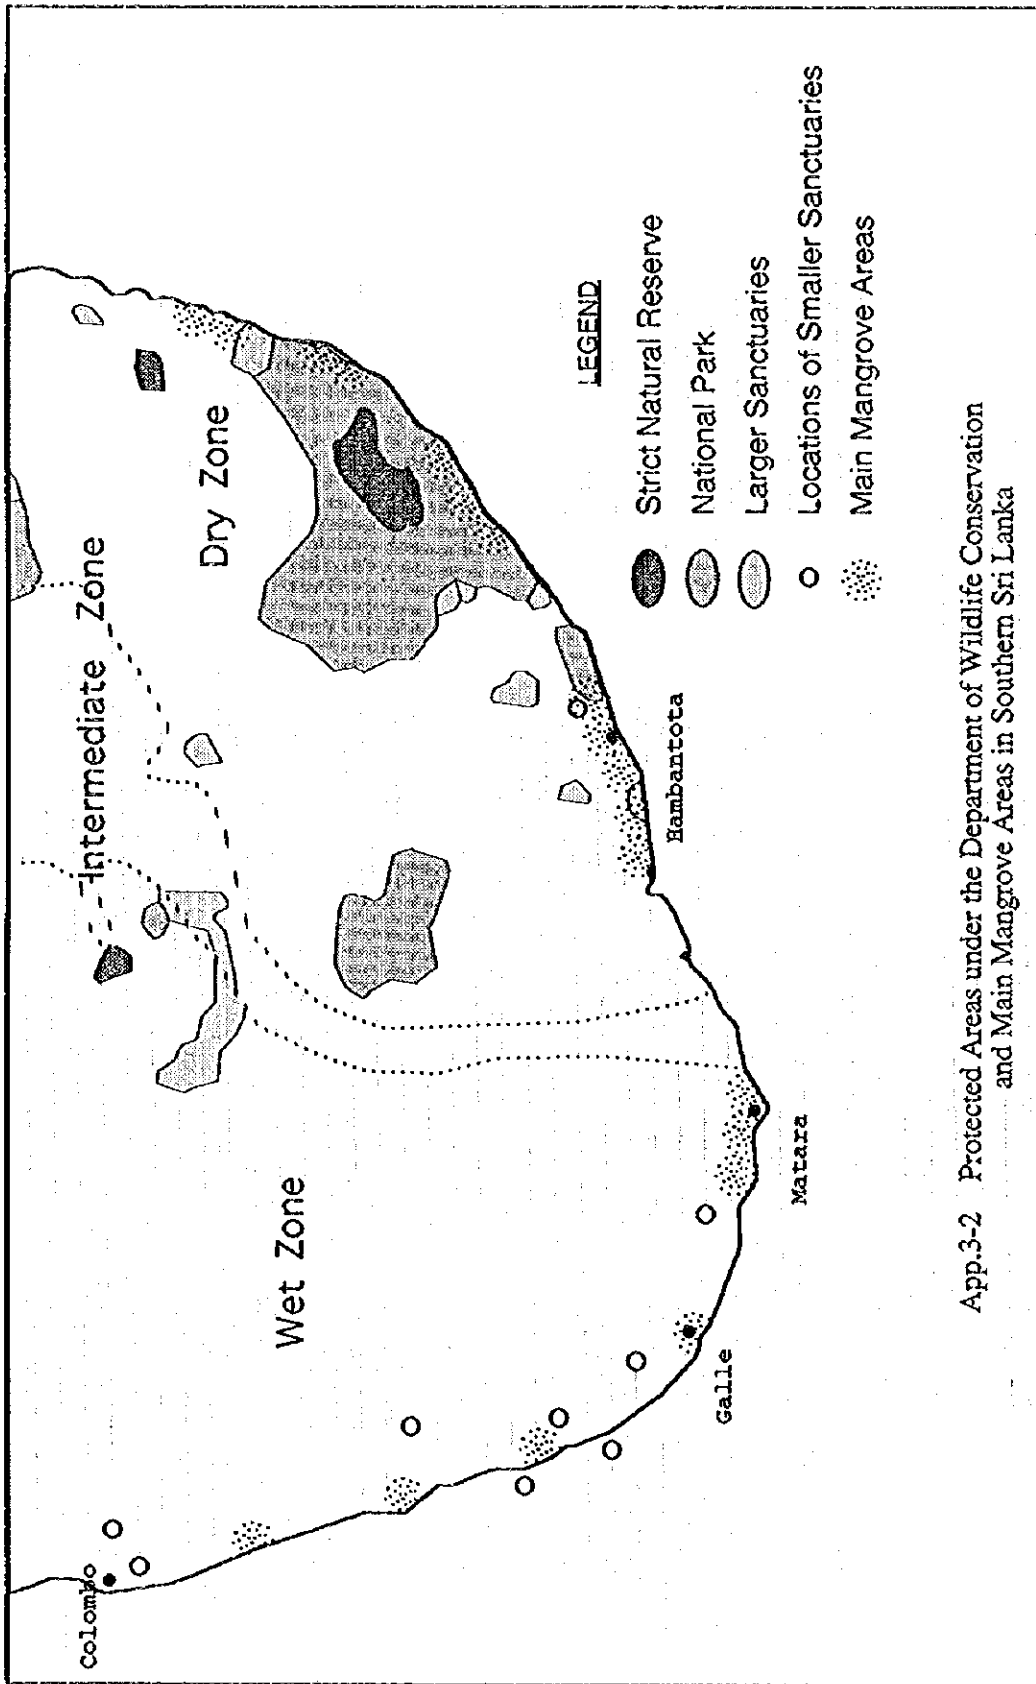 Colombo
Wet Zone
Intermediate Zone
Dry Zone
Galle
Matara
Hambantota
LEGEND
Strict Natural Reserve
National Park
Larger Sanctuaries
Locations of Smaller Sanctuaries
Main Mangrove Areas
App.3-2 Protected Areas under the Department of Wildlife Conservation
and Main Mangrove Areas in Southern Sri Lanka